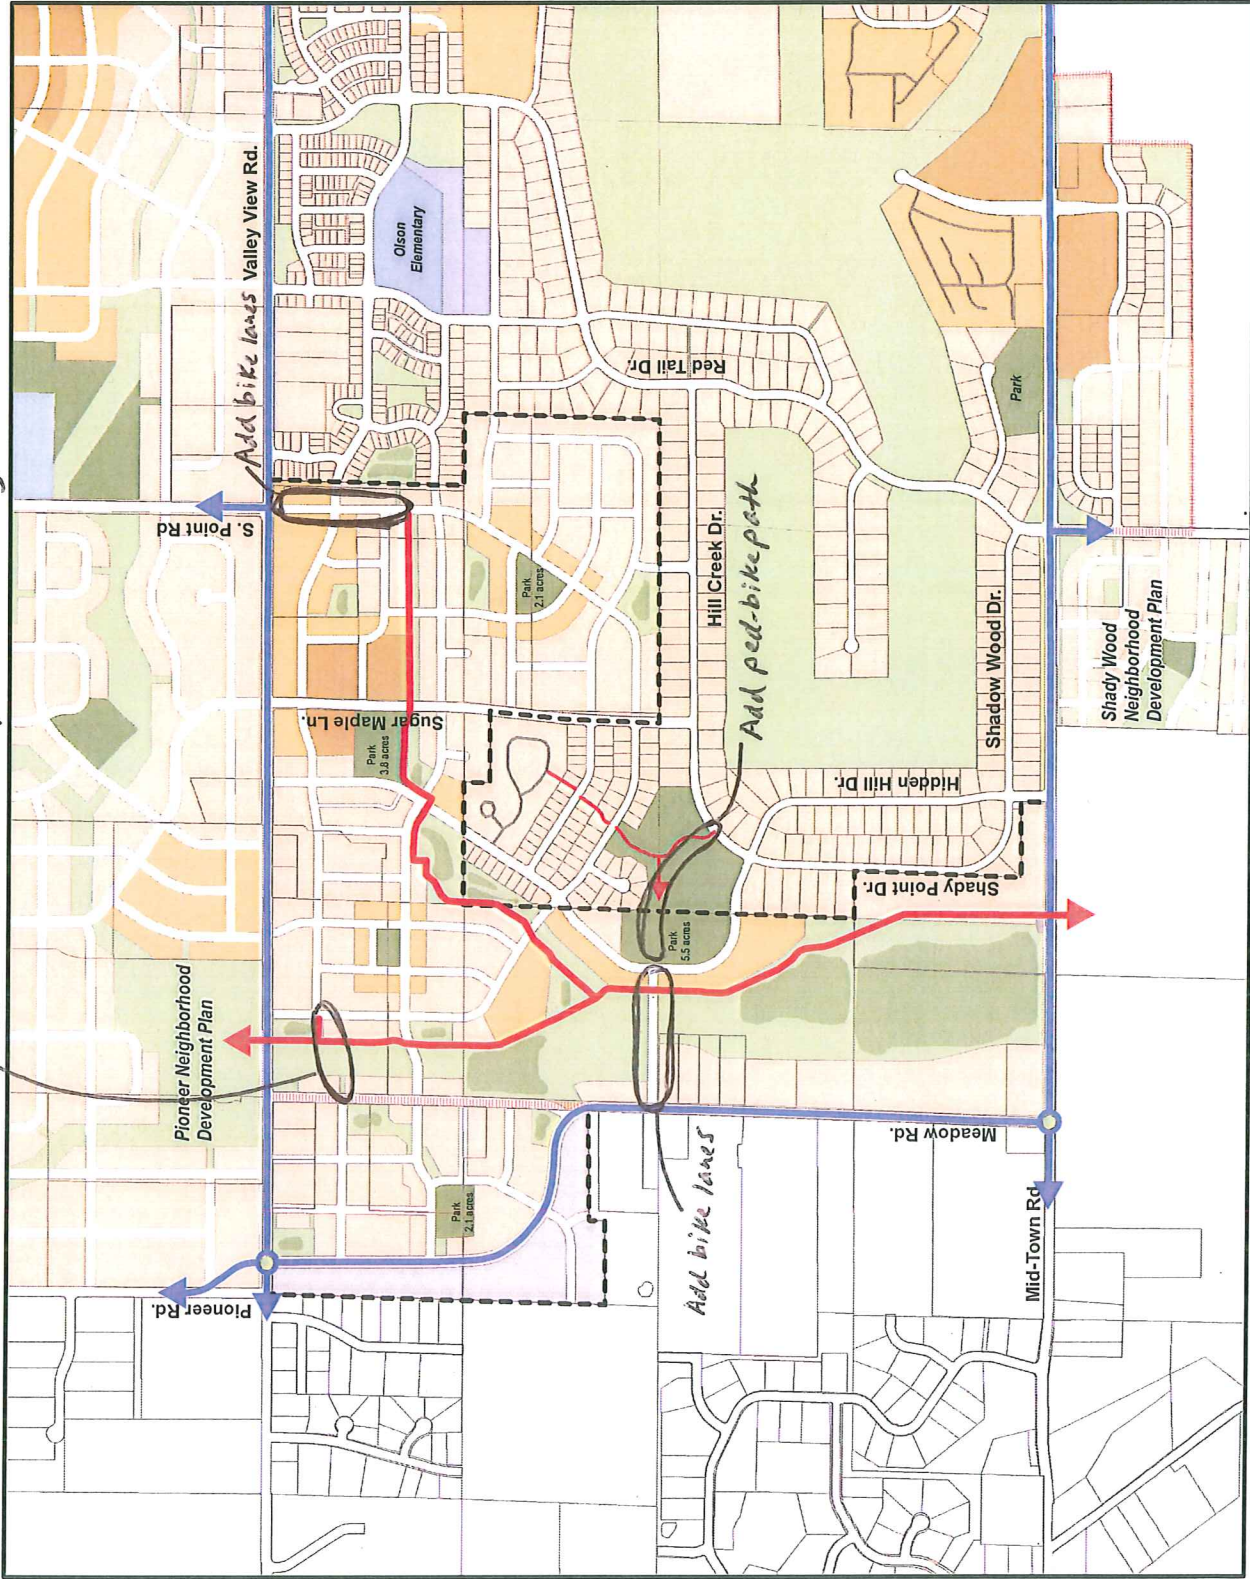 Add bike lanes
Valley View Rd.
Olson
Elementary
S. Point Rd
Red Tail Dr.
Park
Park
2.1 acres
Hill Creek Dr.
Add ped-bike path
Shady Wood
Neighborhood
Development Plan
Sugar Maple Ln.
Park
3.8 acres
Shadow Wood Dr.
Hidden Hill Dr.
Shady Point Dr.
Park
5.5 acres
Pioneer Neighborhood
Development Plan
Meadow Rd.
Add bike lanes
Park
2.1 acres
Mid-Town Rd.
Pioneer Rd.